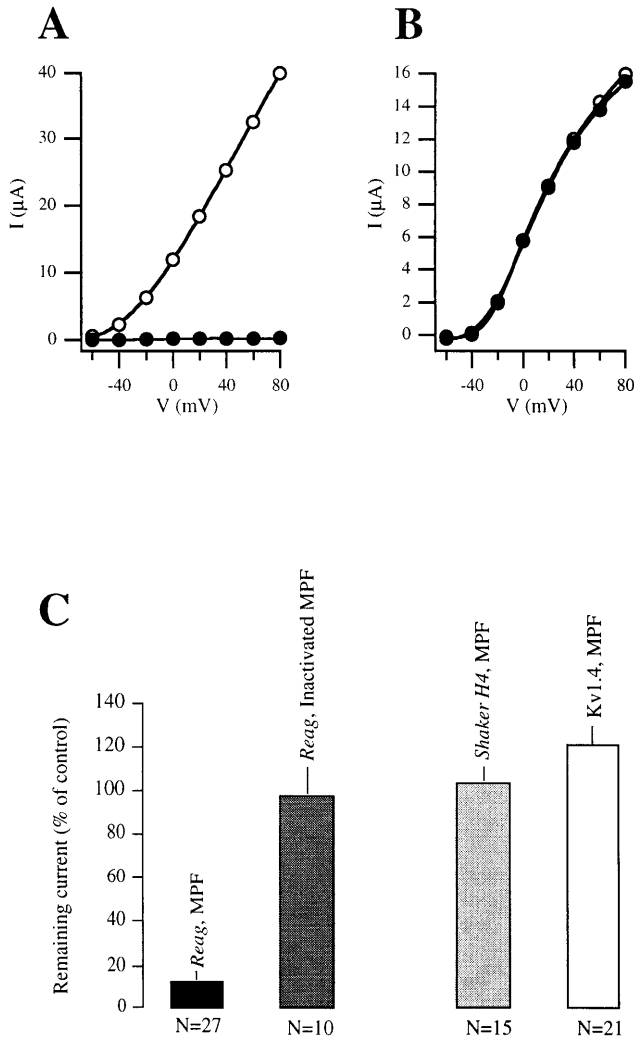 A
B
I (µA)
40
30
20
10
0
-40 0 40 80
V (mV)
I (µA)
16
14
12
10
8
6
4
2
0
-40 0 40 80
V (mV)
C
Remaining current (% of control)
140
120
100
80
60
40
20
0
Reag, MPF
Reag, Inactivated MPF
Shaker H4, MPF
Kv1.4, MPF
N=27 N=10 N=15 N=21